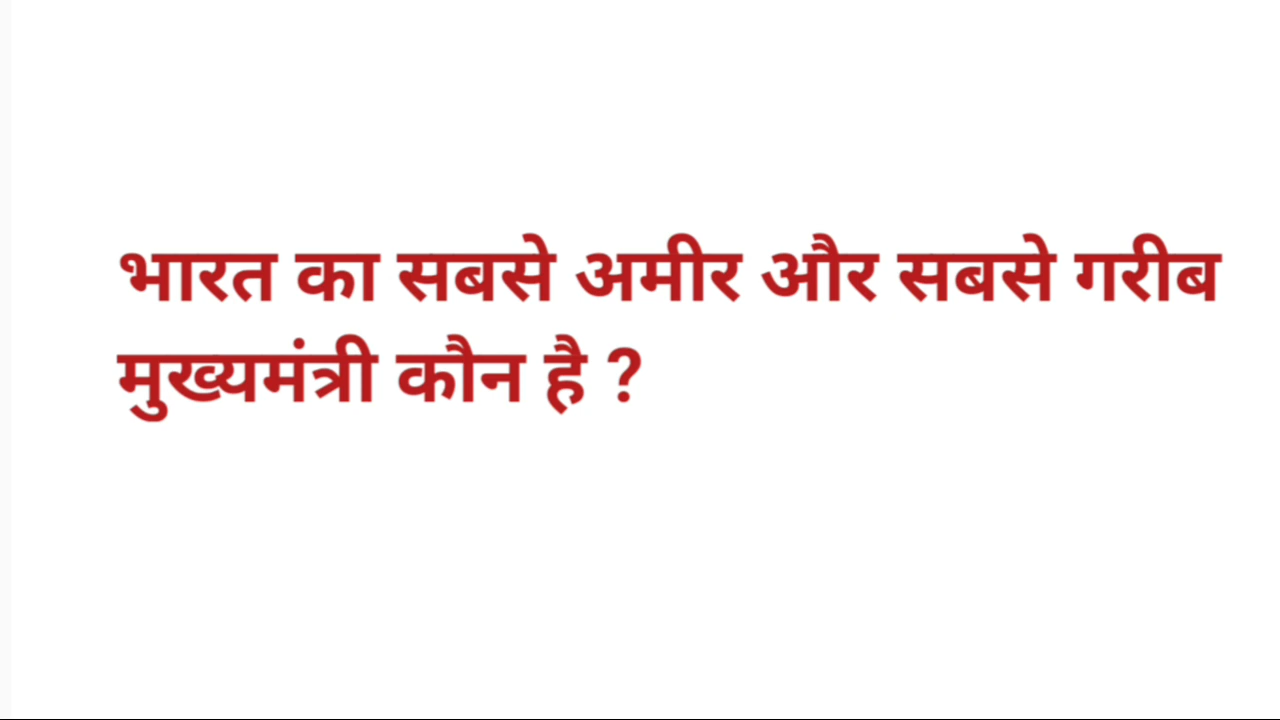 भारत का सबसे अमीर और सबसे गरीब
मुख्यमंत्री कौन है ?